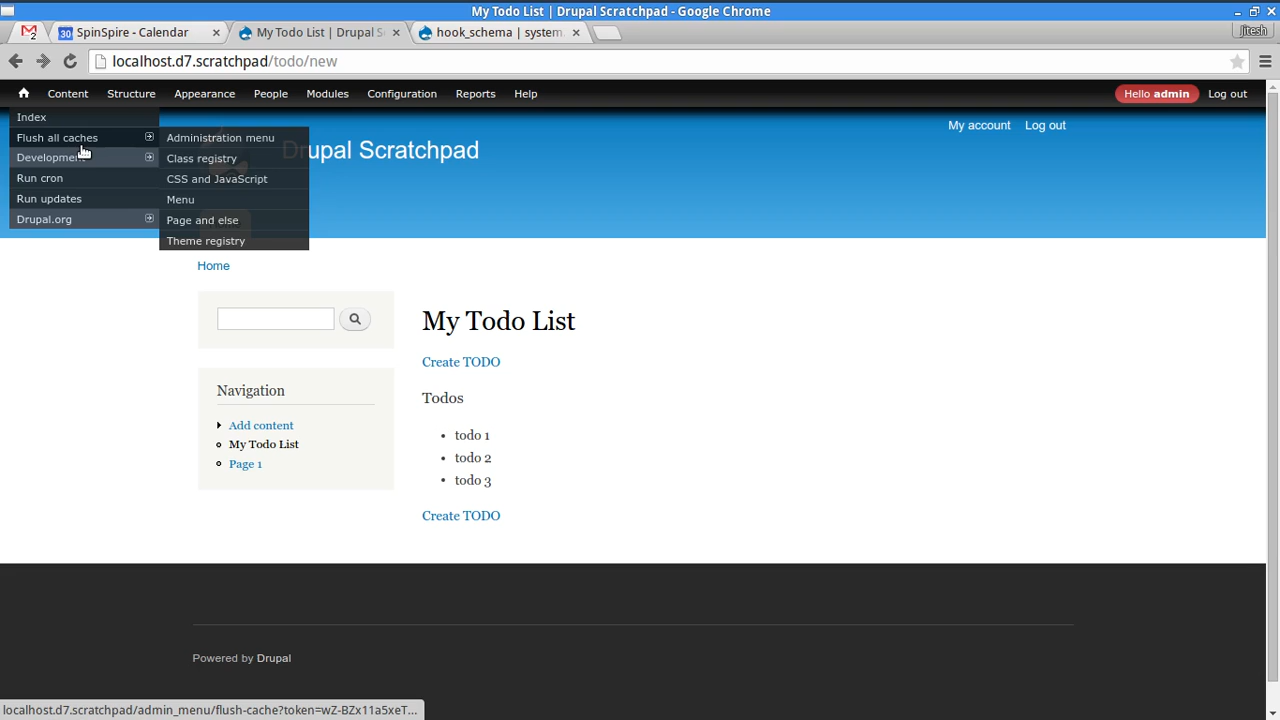 My Todo List | Drupal Scratchpad - Google Chrome
30 SpinSpire - Calendar
My Todo List | Drupal S
hook_schema | system.
Jitesh
localhost.d7.scratchpad/todo/new
Content Structure Appearance People Modules Configuration Reports Help
Hello admin Log out
Index
Flush all caches
Development
Run cron
Run updates
Drupal.org
Administration menu
Class registry
CSS and JavaScript
Menu
Page and else
Theme registry
My account Log out
Drupal Scratchpad
Home
Navigation
Add content
My Todo List
Page 1
My Todo List
Create TODO
Todos
todo 1
todo 2
todo 3
Create TODO
Powered by Drupal
localhost.d7.scratchpad/admin_menu/flush-cache?token=wZ-BZx11a5xeT...